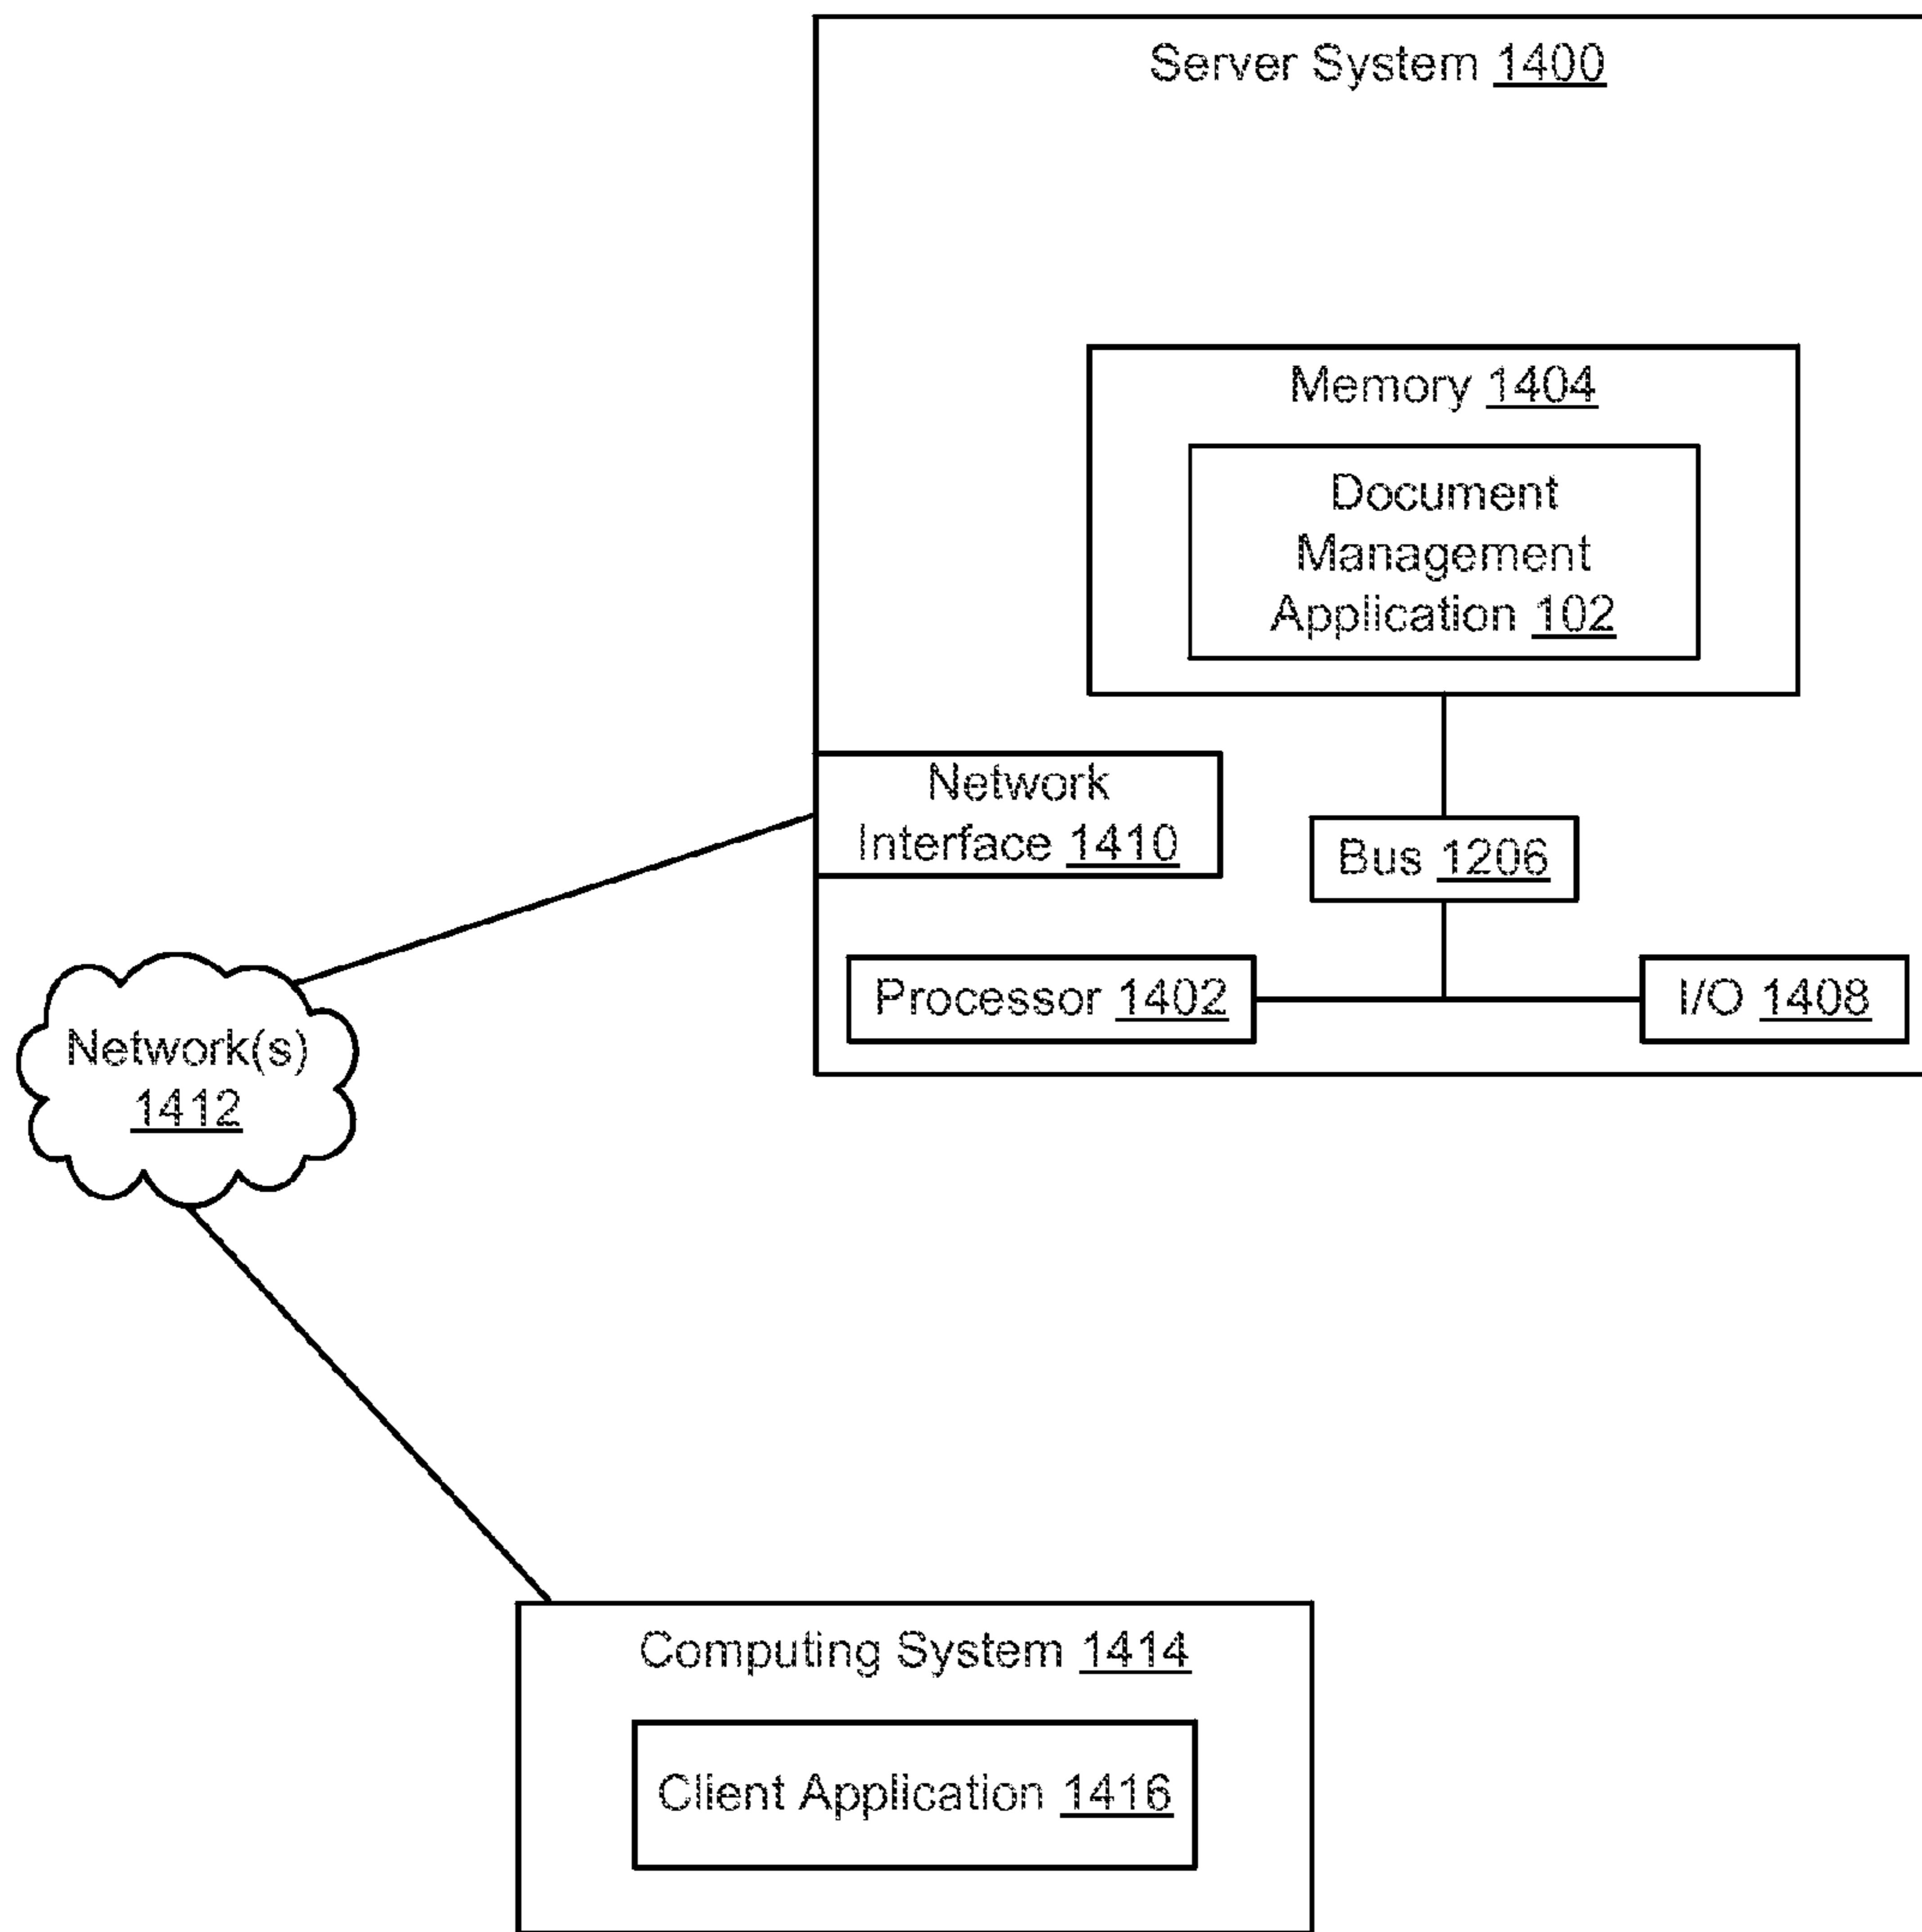 Server System 1400
Memory 1404
Document
Management
Application 102
Network
Interface 1410
Bus 1206
Processor 1402
I/O 1408
Network(s)
1412
Computing System 1414
Client Application 1416